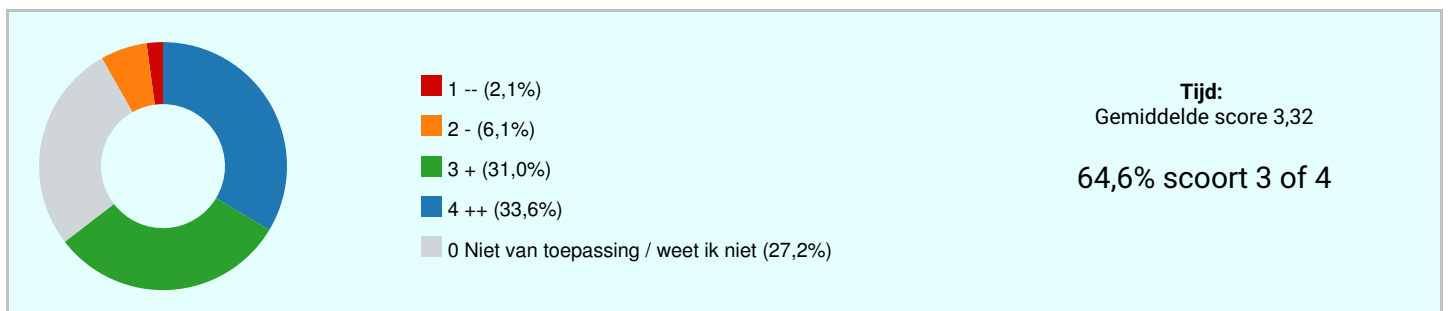 1 -- (2,1%)
2 - (6,1%)
3 + (31,0%)
4 ++ (33,6%)
0 Niet van toepassing / weet ik niet (27,2%)
Tijd:
Gemiddelde score 3,32
64,6% scoort 3 of 4